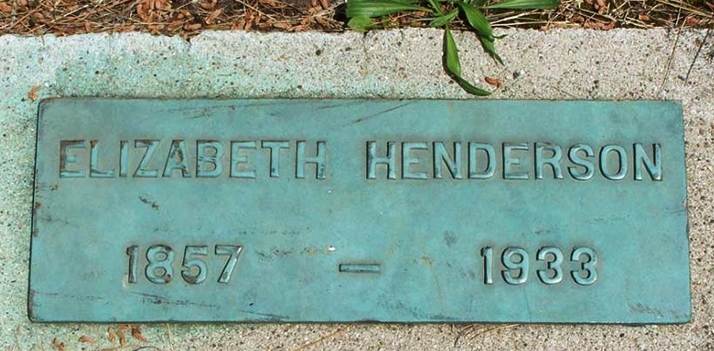 ELIZABETH HENDERSON
1857 — 1933